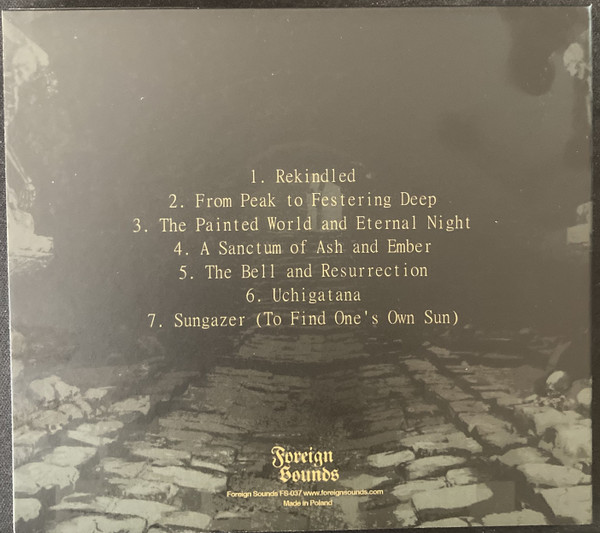 1. Rekindled
2. From Peak to Festering Deep
3. The Painted World and Eternal Night
4. A Sanctum of Ash and Ember
5. The Bell and Resurrection
6. Uchigatana
7. Sungazer (To Find One's Own Sun)
Foreign
Sounds
Foreign Sounds FS-037 www.foreignsounds.com
Made in Poland